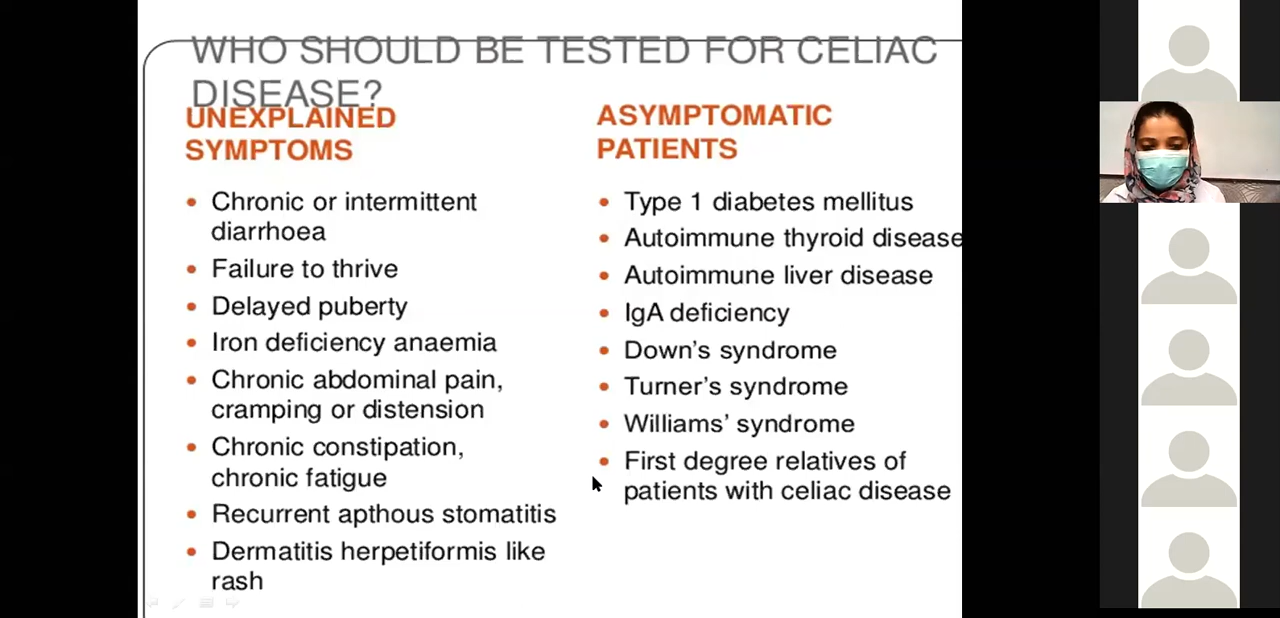 WHO SHOULD BE TESTED FOR CELIAC
DISEASE?
UNEXPLAINED
SYMPTOMS
• Chronic or intermittent
diarrhoea
• Failure to thrive
• Delayed puberty
• Iron deficiency anaemia
• Chronic abdominal pain,
cramping or distension
• Chronic constipation,
chronic fatigue
• Recurrent apthous stomatitis
• Dermatitis herpetiformis like
rash
ASYMPTOMATIC
PATIENTS
• Type 1 diabetes mellitus
• Autoimmune thyroid disease
• Autoimmune liver disease
• IgA deficiency
• Down's syndrome
• Turner's syndrome
• Williams' syndrome
• First degree relatives of
patients with celiac disease